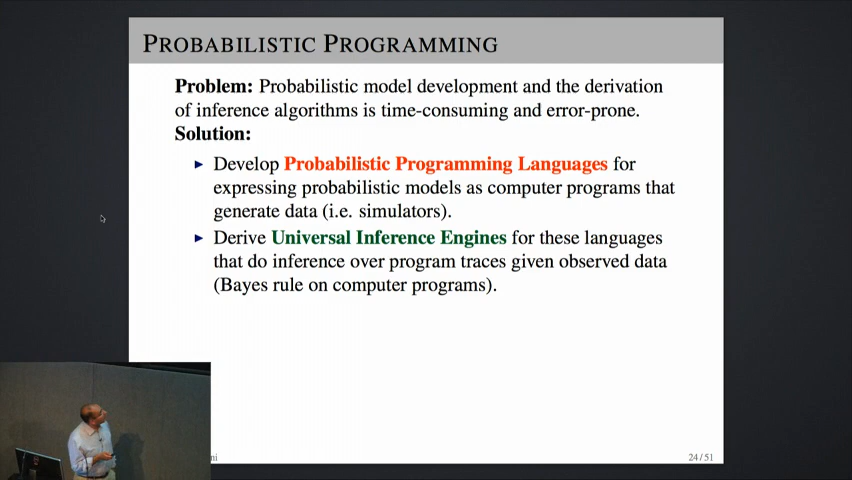 PROBABILISTIC PROGRAMMING
Problem: Probabilistic model development and the derivation
of inference algorithms is time-consuming and error-prone.
Solution:
► Develop Probabilistic Programming Languages for
expressing probabilistic models as computer programs that
generate data (i.e. simulators).
► Derive Universal Inference Engines for these languages
that do inference over program traces given observed data
(Bayes rule on computer programs).
ni
24 / 51